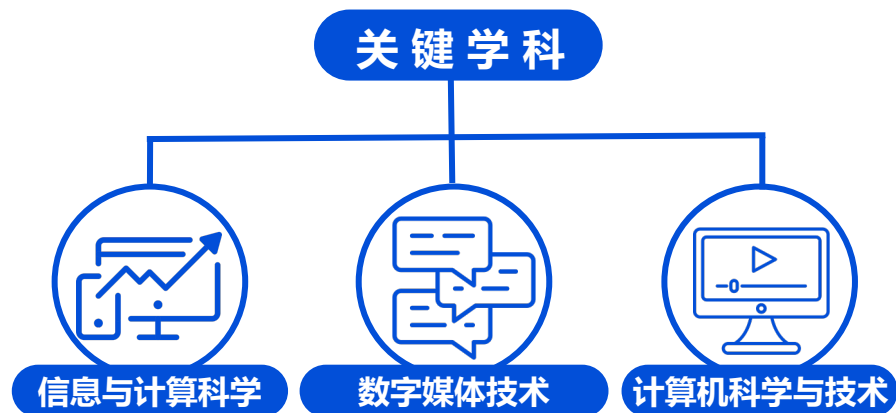 关键学科
信息与计算科学
数字媒体技术
计算机科学与技术